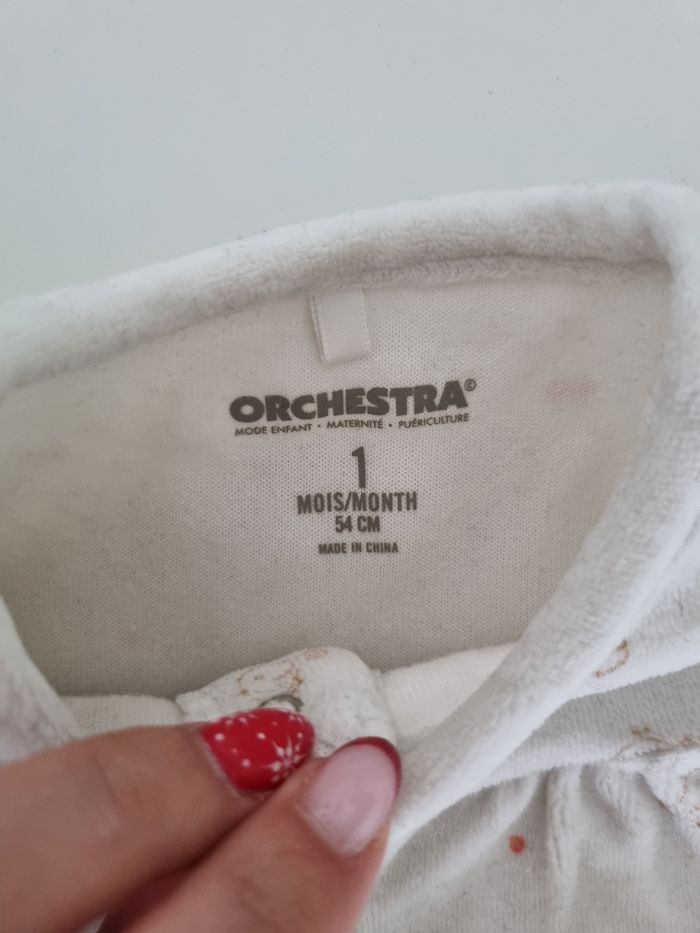 ORCHESTRA©
MODE ENFANT • MATERNITÉ • PUÉRICULTURE
1
MOIS/MONTH
54 CM
MADE IN CHINA